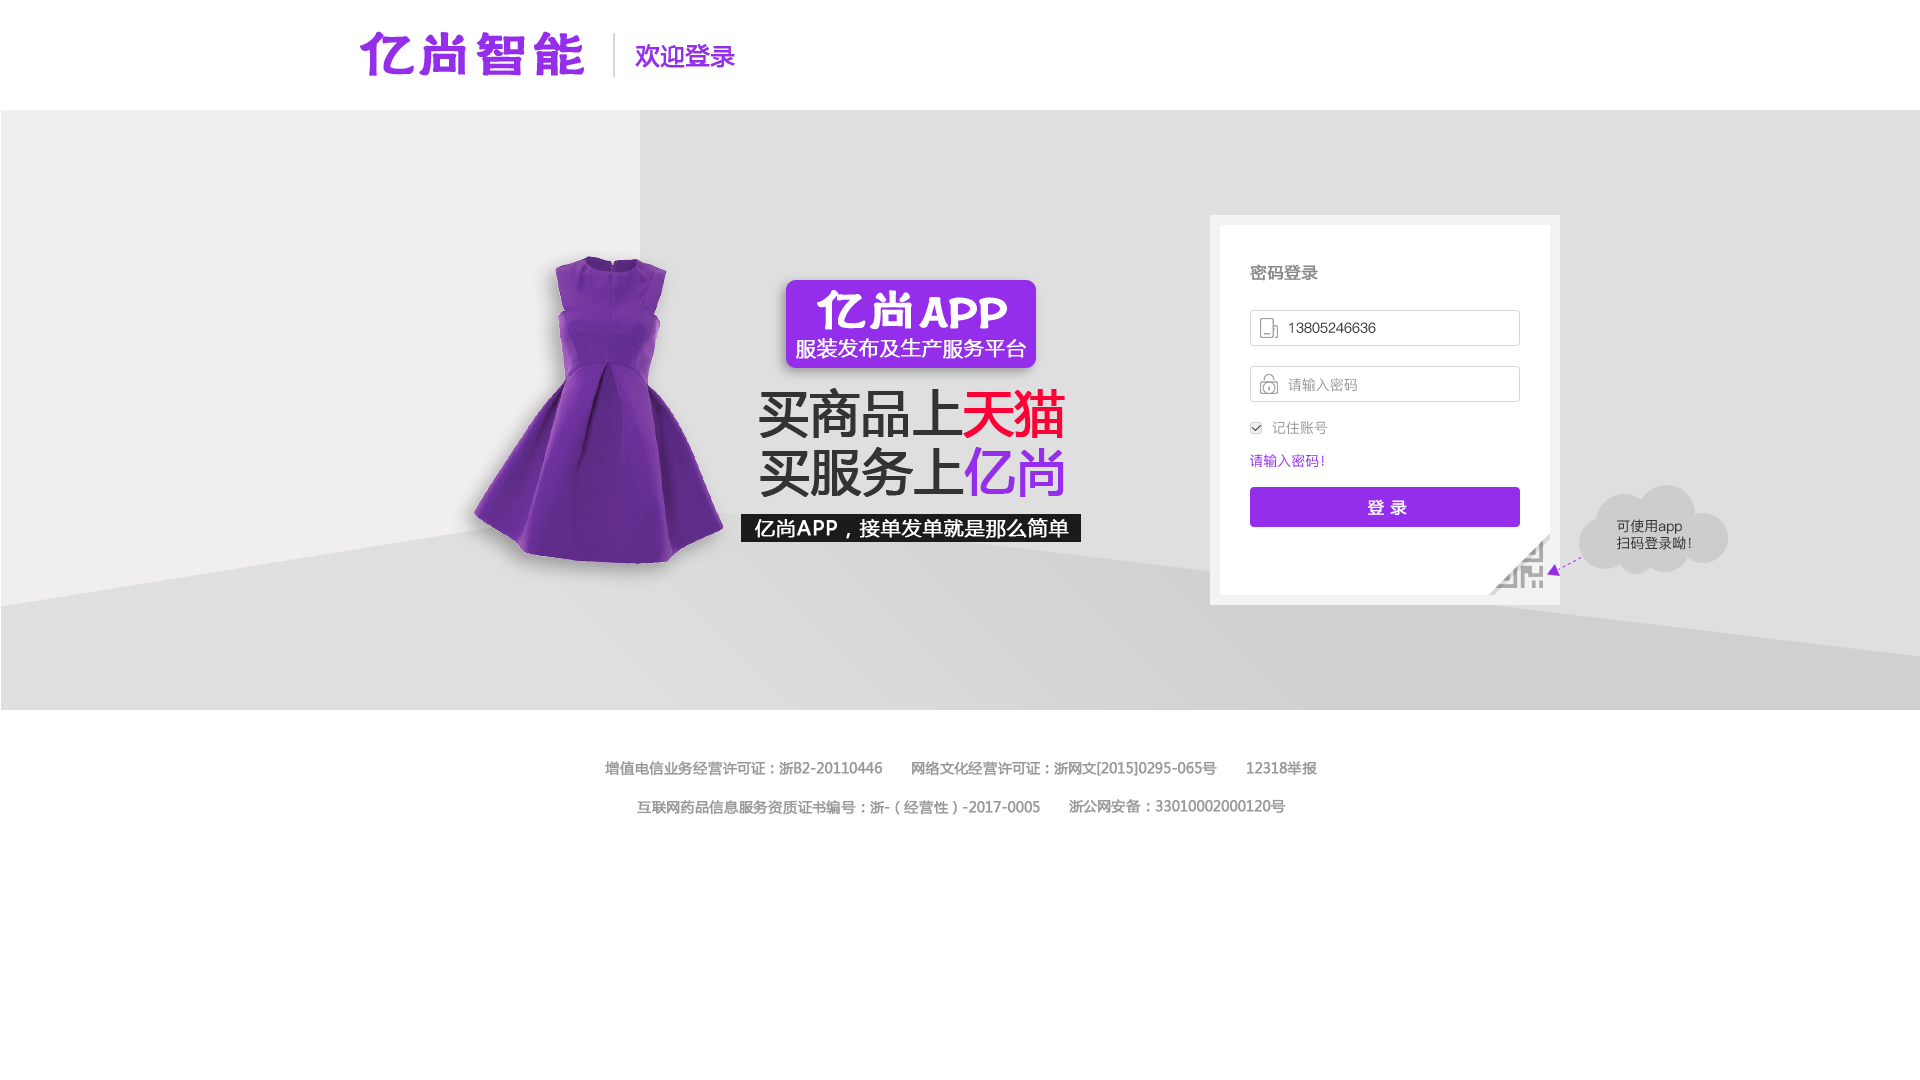 亿尚智能
欢迎登录
亿尚APP
服装发布及生产服务平台
买商品上天猫
买服务上亿尚
亿尚APP，接单发单就是那么简单
密码登录
13805246636
请输入密码
记住账号
请输入密码！
登 录
可使用app
扫码登录呦！
增值电信业务经营许可证：浙B2-20110446 网络文化经营许可证：浙网文[2015]0295-065号 12318举报
互联网药品信息服务资质证书编号：浙-（经营性）-2017-0005 浙公网安备：33010002000120号